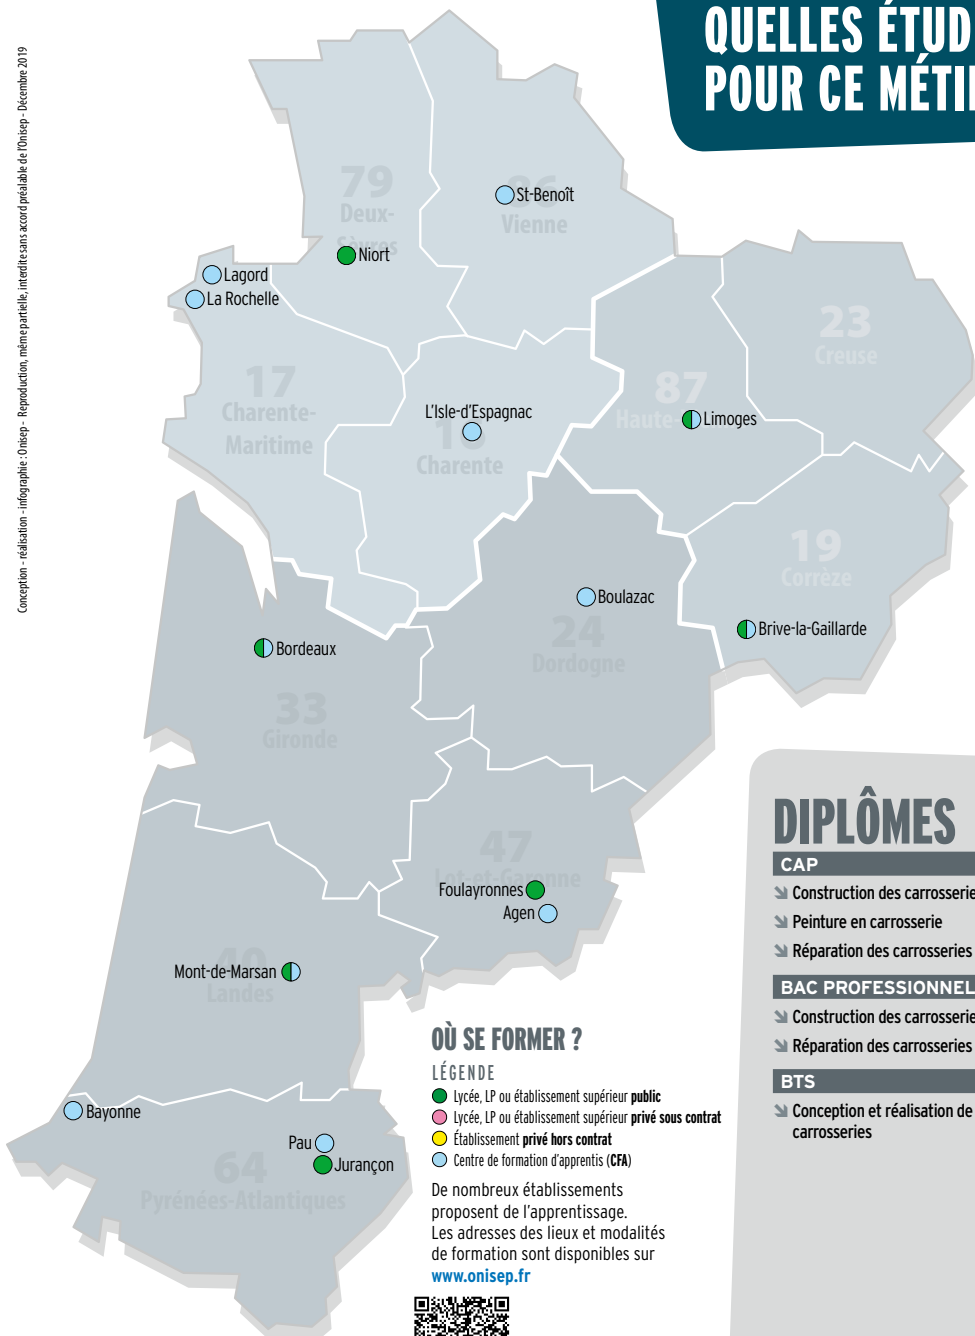 QUELLES ÉTUD
POUR CE MÉTI
Conception - réalisation - infographie : Onisep - Reproduction, même partielle, interdite sans accord préalable de l'Onisep - Décembre 2019
79
Deux-
Sèvres
Niort
86
Vienne
St-Benoît
Lagord
La Rochelle
17
Charente-
Maritime
L'Isle-d'Espagnac
16
Charente
87
Haute-
Limoges
23
Creuse
19
Corrèze
Brive-la-Gaillarde
Boulazac
24
Dordogne
Bordeaux
33
Gironde
47
Lot-et-Garonne
Foulayronnes
Agen
40
Landes
Mont-de-Marsan
Bayonne
Pau
Jurançon
64
Pyrénées-Atlantiques
OÙ SE FORMER ?
LÉGENDE
Lycée, LP ou établissement supérieur public
Lycée, LP ou établissement supérieur privé sous contrat
Établissement privé hors contrat
Centre de formation d'apprentis (CFA)
De nombreux établissements
proposent de l'apprentissage.
Les adresses des lieux et modalités
de formation sont disponibles sur
www.onisep.fr
DIPLÔMES
CAP
Construction des carrosserie
Peinture en carrosserie
Réparation des carrosseries
BAC PROFESSIONNEL
Construction des carrosserie
Réparation des carrosseries
BTS
Conception et réalisation de
carrosseries